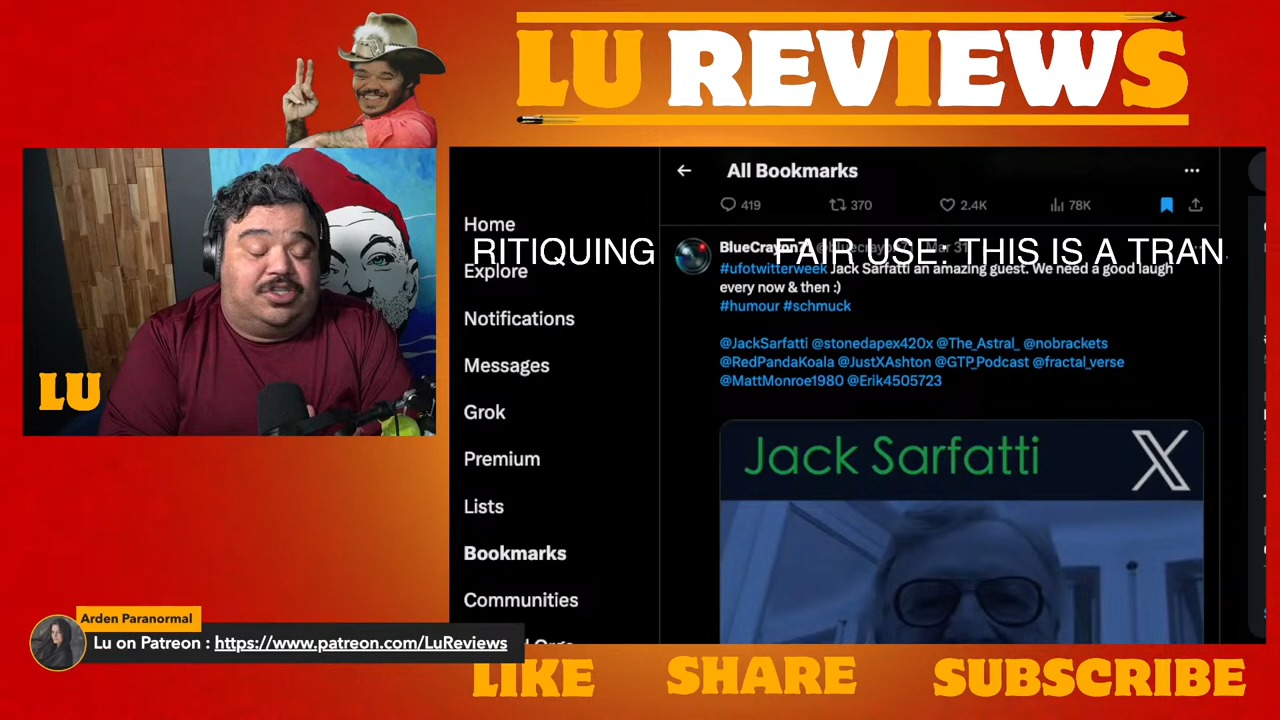 LU REVIEWS
LU
All Bookmarks
419 370 2.4K 78K
Home
Explore
Notifications
Messages
Grok
Premium
Lists
Bookmarks
Communities
RITIQUING FAIR USE: THIS IS A TRAN
#ufotwitterweek Jack Sarfatti an amazing guest. We need a good laugh
every now & then :)
#humour #schmuck
@JackSarfatti @stonedapex420x @The_Astral_ @nobrackets
@RedPandaKoala @JustXAshton @GTP_Podcast @fractal_verse
@MattMonroe1980 @Erik4505723
Jack Sarfatti X
Arden Paranormal
Lu on Patreon : https://www.patreon.com/LuReviews
LIKE SHARE SUBSCRIBE